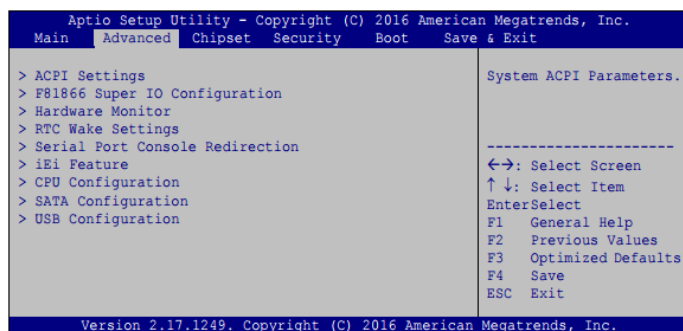 Aptio Setup Utility – Copyright (C) 2016 American Megatrends, Inc.
Main Advanced Chipset Security Boot Save & Exit
> ACPI Settings
> F81866 Super IO Configuration
> Hardware Monitor
> RTC Wake Settings
> Serial Port Console Redirection
> iEi Feature
> CPU Configuration
> SATA Configuration
> USB Configuration
System ACPI Parameters.
---------------------
←→: Select Screen
↑ ↓: Select Item
EnterSelect
F1 General Help
F2 Previous Values
F3 Optimized Defaults
F4 Save
ESC Exit
Version 2.17.1249. Copyright (C) 2016 American Megatrends, Inc.